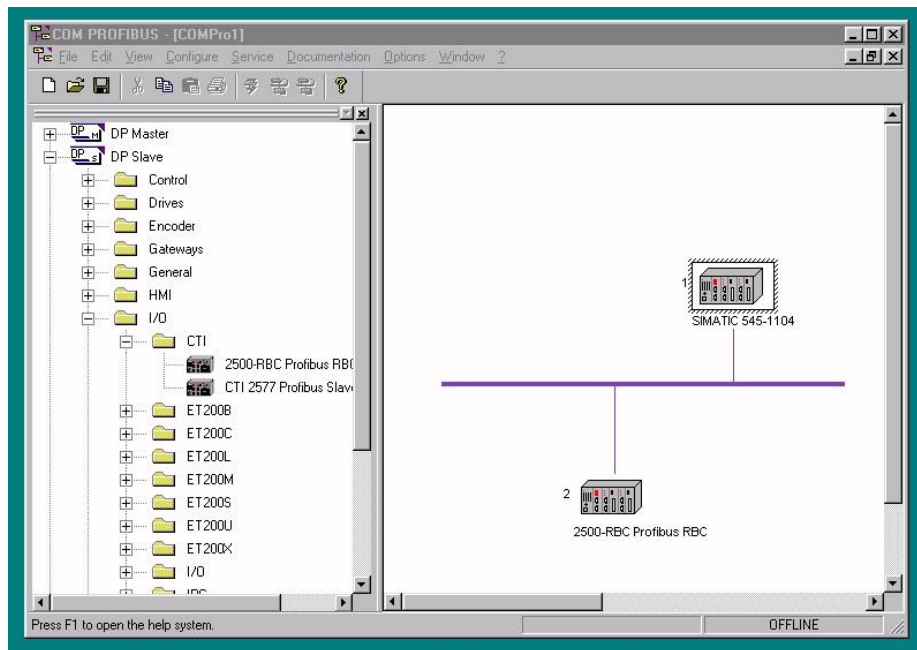 COM PROFIBUS - [COMPro1]
File Edit View Configure Service Documentation Options Window ?
DP Master
DP Slave
Control
Drives
Encoder
Gateways
General
HMI
I/O
CTI
2500-RBC Profibus RB
CTI 2577 Profibus Slav
ET200B
ET200C
ET200L
ET200M
ET200S
ET200U
ET200X
I/O
1
SIMATIC 545-1104
2
2500-RBC Profibus RBC
Press F1 to open the help system.
OFFLINE